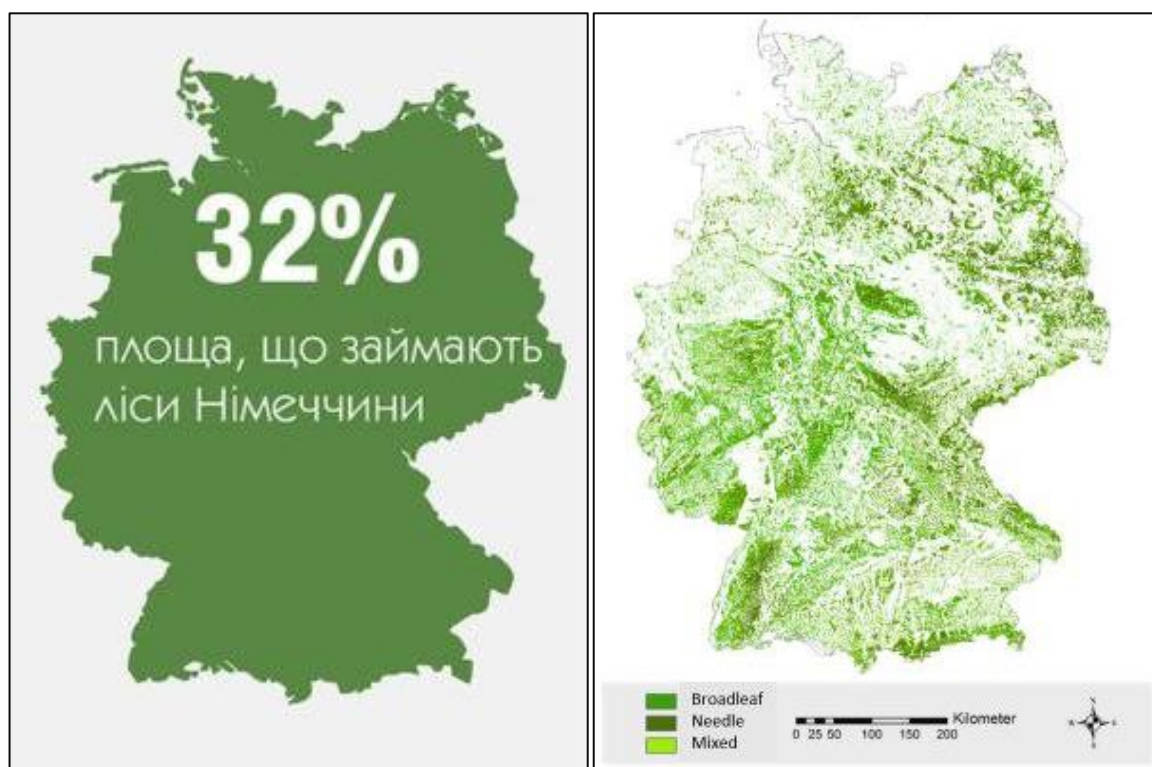 32%
площа, що займають
ліси Німеччини
Broadleaf
Needle
Mixed
Kilometer
0 25 50 100 150 200
N
W E
S